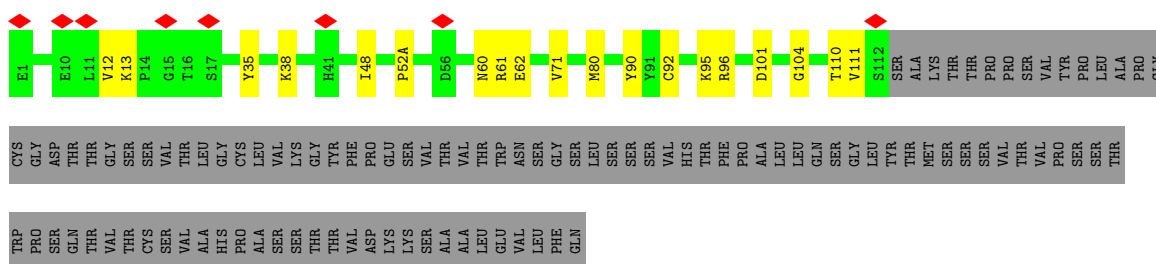 E1 E10 L11 V12 K13 P14 G15 T16 S17 Y35 K38 H41 I48 P52A D56 N60 R61 E62 V71 M80 Y90 Y91 C92 K95 R96 D101 G104 T110 V111 S112 SER ALA LYS THR THR PRO PRO SER VAL TYR PRO LEU ALA PRO GLY
CYS GLY ASP THR THR GLY SER SER VAL THR LEU GLY CYS LEU VAL LYS GLY TYR PHE PRO GLU SER VAL THR VAL THR TRP ASN SER GLY SER LEU SER SER SER VAL HIS THR PHE PRO ALA LEU LEU GLN SER GLY LEU TYR THR MET SER SER SER VAL THR VAL PRO SER SER THR
TRP PRO SER GLN THR VAL THR CYS SER VAL ALA HIS PRO ALA SER SER THR THR VAL ASP LYS LYS SER ALA ALA LEU GLU VAL LEU PHE GLN